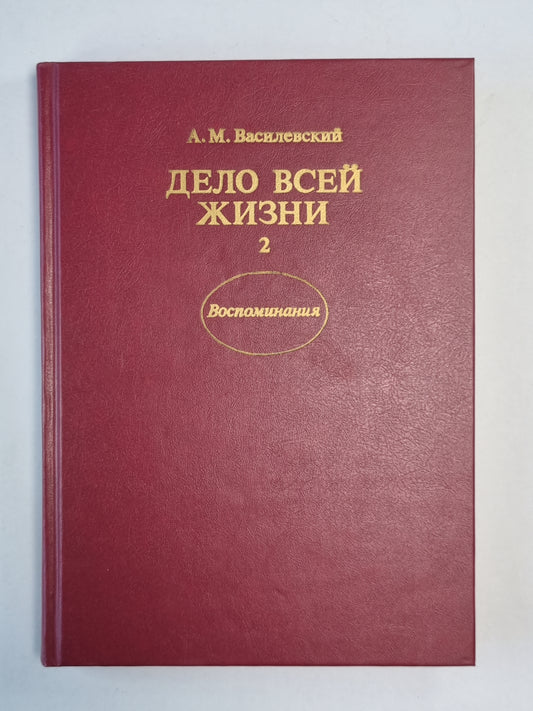 А. М. Василевский
ДЕЛО ВСЕЙ
ЖИЗНИ
2
Воспоминания